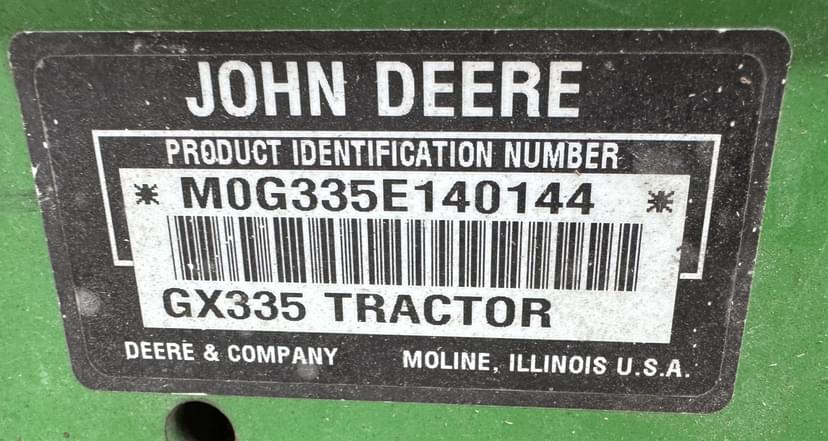 JOHN DEERE
PRODUCT IDENTIFICATION NUMBER
* M0G335E140144 *
GX335 TRACTOR
DEERE & COMPANY MOLINE, ILLINOIS U.S.A.